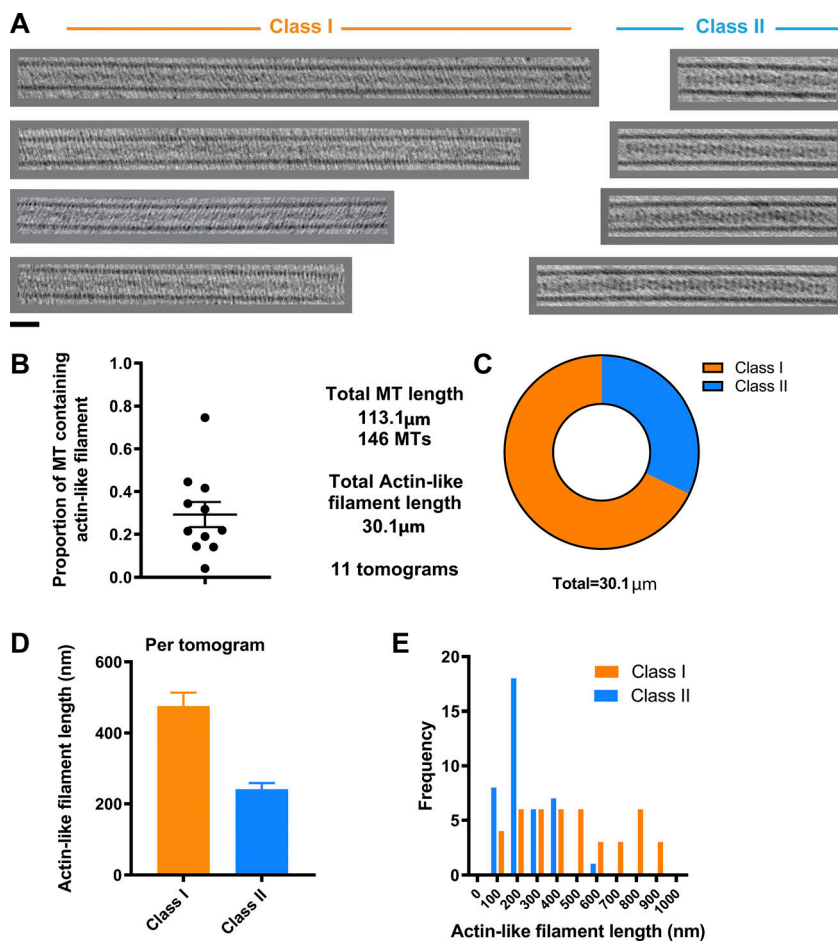 A
Class I
Class II
B
Proportion of MT containing
actin-like filament
1.0
0.8
0.6
0.4
0.2
0.0
Total MT length
113.1μm
146 MTs
Total Actin-like
filament length
30.1μm
11 tomograms
C
Class I
Class II
Total=30.1μm
D
Per tomogram
Actin-like filament length (nm)
600
400
200
0
Class I
Class II
E
Class I
Class II
Frequency
20
15
10
5
0
0
100
200
300
400
500
600
700
800
900
1000
Actin-like filament length (nm)